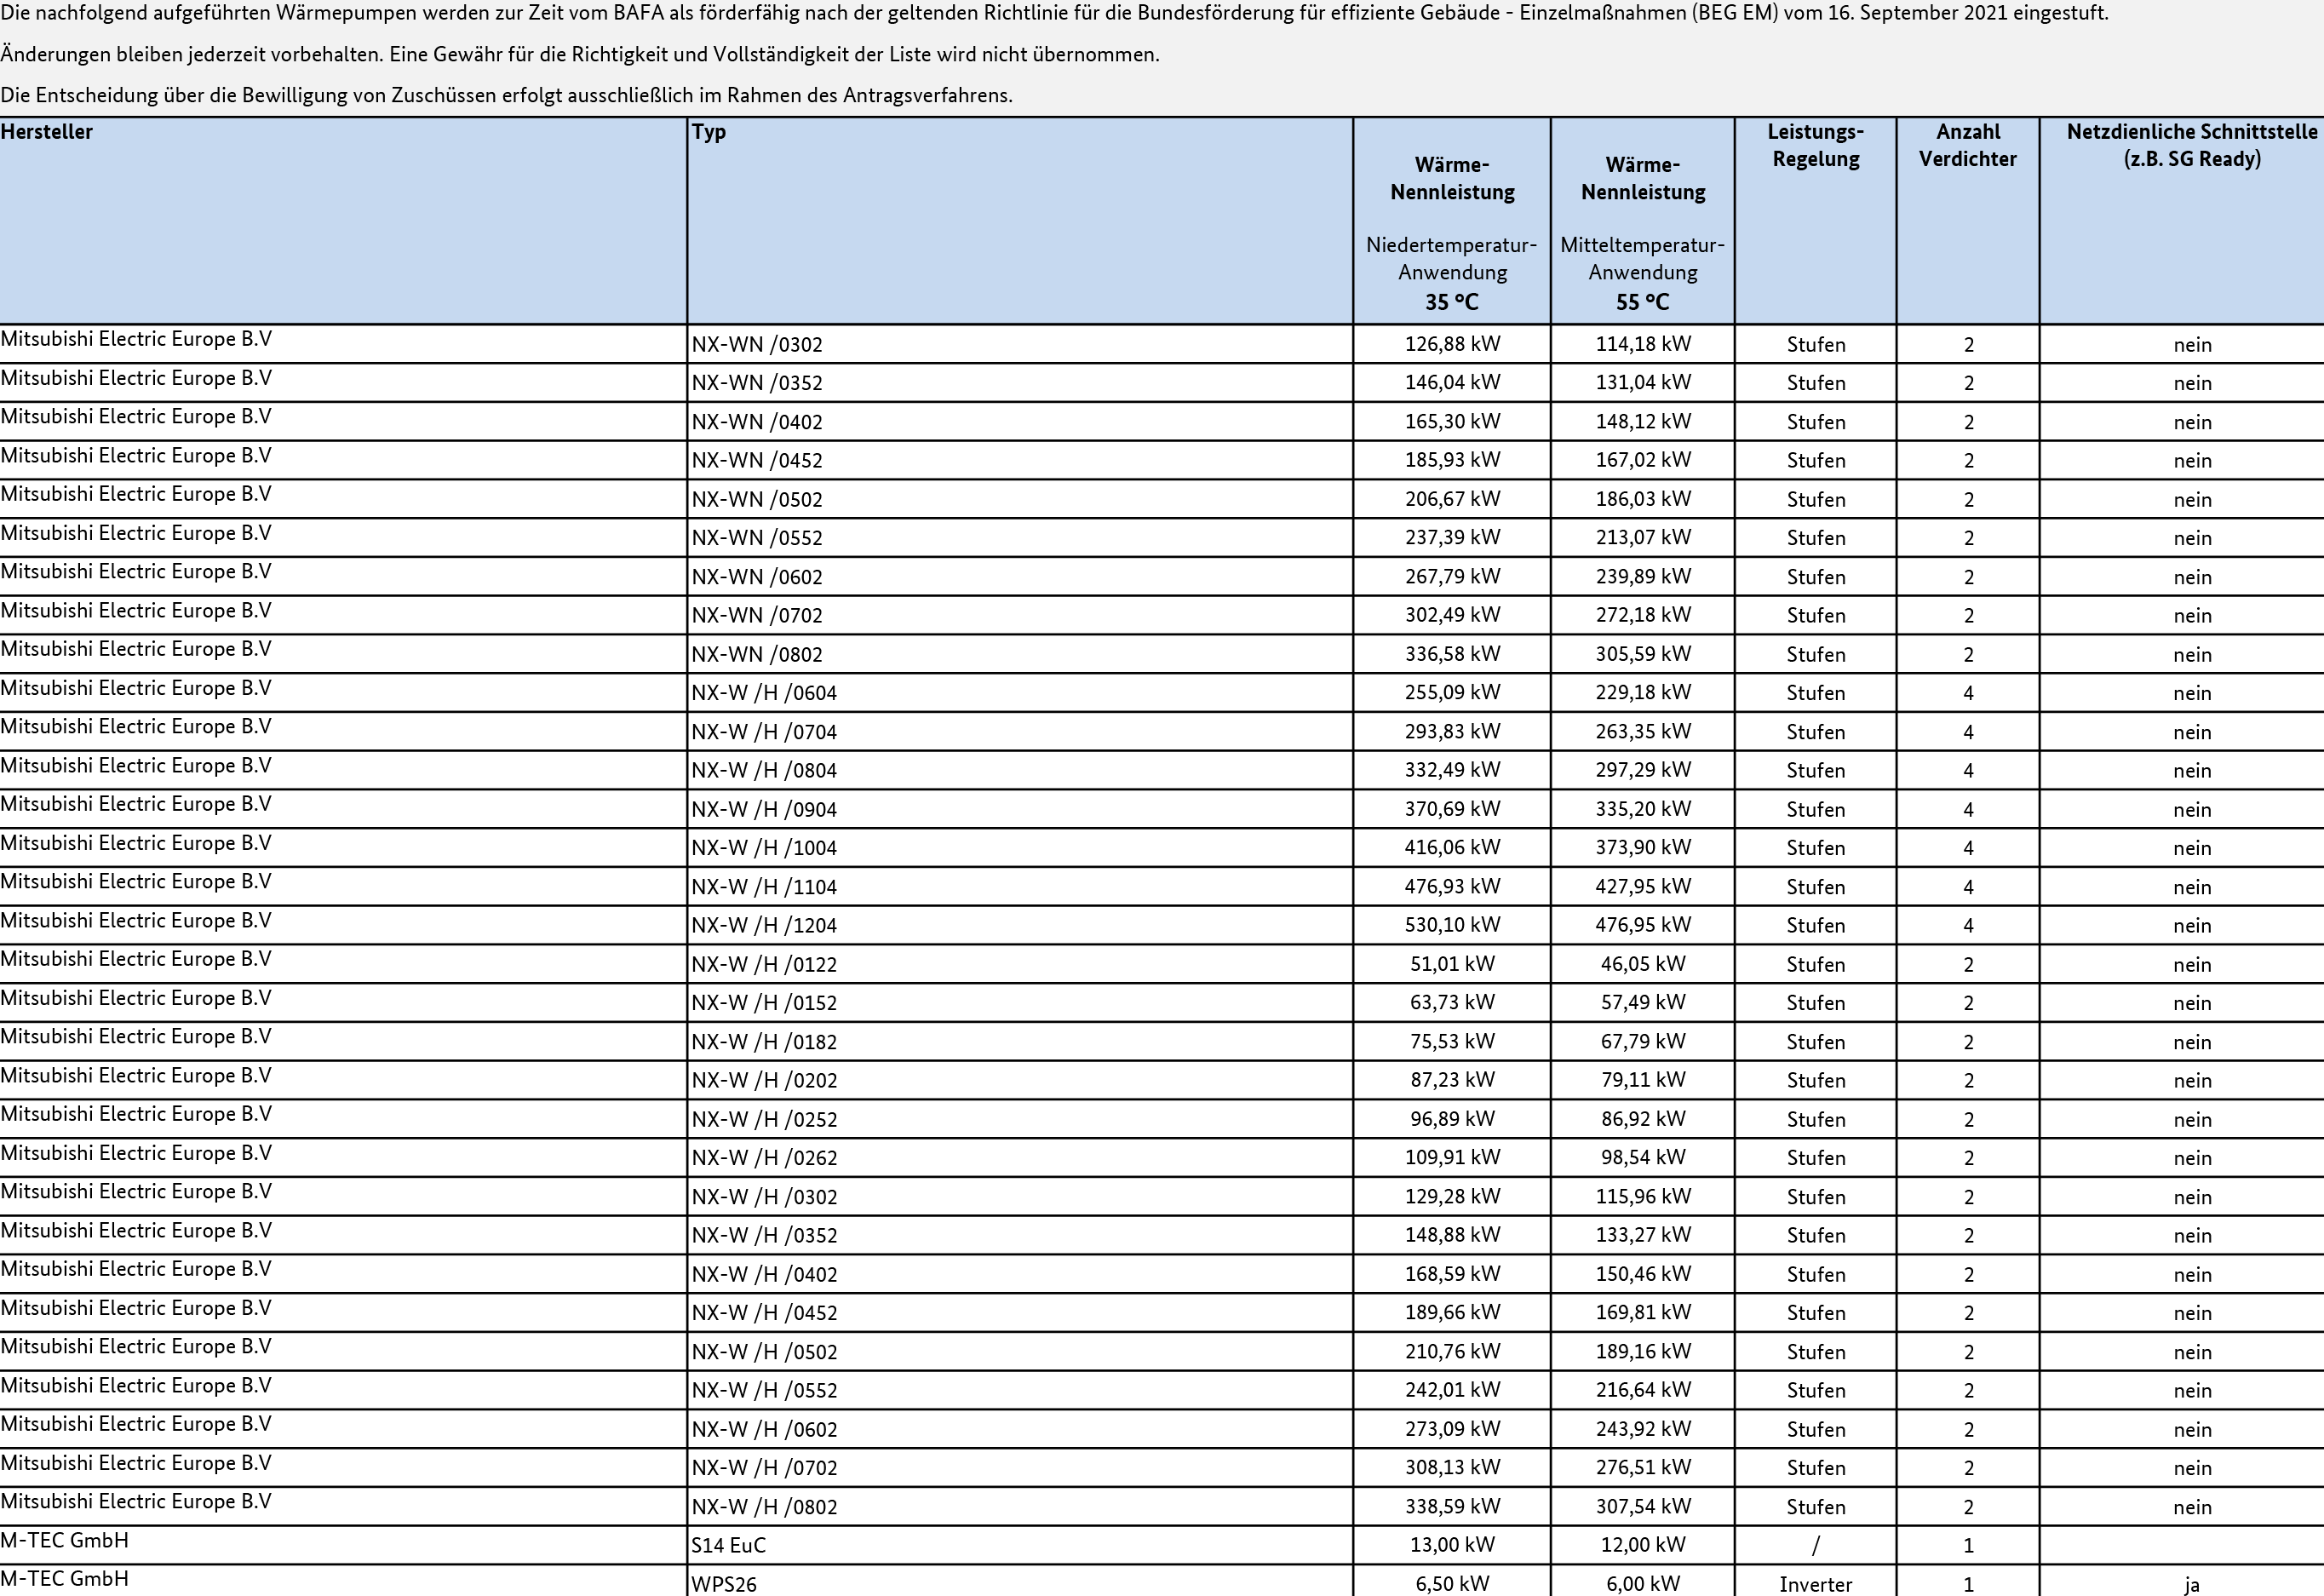 Die nachfolgend aufgeführten Wärmepumpen werden zur Zeit vom BAFA als förderfähig nach der geltenden Richtlinie für die Bundesförderung für effiziente Gebäude - Einzelmaßnahmen (BEG EM) vom 16. September 2021 eingestuft.
Änderungen bleiben jederzeit vorbehalten. Eine Gewähr für die Richtigkeit und Vollständigkeit der Liste wird nicht übernommen.
Die Entscheidung über die Bewilligung von Zuschüssen erfolgt ausschließlich im Rahmen des Antragsverfahrens.
Hersteller Typ Wärme-Nennleistung Niedertemperatur-Anwendung 35 °C Wärme-Nennleistung Mitteltemperatur-Anwendung 55 °C Leistungs-Regelung Anzahl Verdichter Netzdienliche Schnittstelle (z.B. SG Ready)
Mitsubishi Electric Europe B.V NX-WN /0302 126,88 kW 114,18 kW Stufen 2 nein
Mitsubishi Electric Europe B.V NX-WN /0352 146,04 kW 131,04 kW Stufen 2 nein
Mitsubishi Electric Europe B.V NX-WN /0402 165,30 kW 148,12 kW Stufen 2 nein
Mitsubishi Electric Europe B.V NX-WN /0452 185,93 kW 167,02 kW Stufen 2 nein
Mitsubishi Electric Europe B.V NX-WN /0502 206,67 kW 186,03 kW Stufen 2 nein
Mitsubishi Electric Europe B.V NX-WN /0552 237,39 kW 213,07 kW Stufen 2 nein
Mitsubishi Electric Europe B.V NX-WN /0602 267,79 kW 239,89 kW Stufen 2 nein
Mitsubishi Electric Europe B.V NX-WN /0702 302,49 kW 272,18 kW Stufen 2 nein
Mitsubishi Electric Europe B.V NX-WN /0802 336,58 kW 305,59 kW Stufen 2 nein
Mitsubishi Electric Europe B.V NX-W /H /0604 255,09 kW 229,18 kW Stufen 4 nein
Mitsubishi Electric Europe B.V NX-W /H /0704 293,83 kW 263,35 kW Stufen 4 nein
Mitsubishi Electric Europe B.V NX-W /H /0804 332,49 kW 297,29 kW Stufen 4 nein
Mitsubishi Electric Europe B.V NX-W /H /0904 370,69 kW 335,20 kW Stufen 4 nein
Mitsubishi Electric Europe B.V NX-W /H /1004 416,06 kW 373,90 kW Stufen 4 nein
Mitsubishi Electric Europe B.V NX-W /H /1104 476,93 kW 427,95 kW Stufen 4 nein
Mitsubishi Electric Europe B.V NX-W /H /1204 530,10 kW 476,95 kW Stufen 4 nein
Mitsubishi Electric Europe B.V NX-W /H /0122 51,01 kW 46,05 kW Stufen 2 nein
Mitsubishi Electric Europe B.V NX-W /H /0152 63,73 kW 57,49 kW Stufen 2 nein
Mitsubishi Electric Europe B.V NX-W /H /0182 75,53 kW 67,79 kW Stufen 2 nein
Mitsubishi Electric Europe B.V NX-W /H /0202 87,23 kW 79,11 kW Stufen 2 nein
Mitsubishi Electric Europe B.V NX-W /H /0252 96,89 kW 86,92 kW Stufen 2 nein
Mitsubishi Electric Europe B.V NX-W /H /0262 109,91 kW 98,54 kW Stufen 2 nein
Mitsubishi Electric Europe B.V NX-W /H /0302 129,28 kW 115,96 kW Stufen 2 nein
Mitsubishi Electric Europe B.V NX-W /H /0352 148,88 kW 133,27 kW Stufen 2 nein
Mitsubishi Electric Europe B.V NX-W /H /0402 168,59 kW 150,46 kW Stufen 2 nein
Mitsubishi Electric Europe B.V NX-W /H /0452 189,66 kW 169,81 kW Stufen 2 nein
Mitsubishi Electric Europe B.V NX-W /H /0502 210,76 kW 189,16 kW Stufen 2 nein
Mitsubishi Electric Europe B.V NX-W /H /0552 242,01 kW 216,64 kW Stufen 2 nein
Mitsubishi Electric Europe B.V NX-W /H /0602 273,09 kW 243,92 kW Stufen 2 nein
Mitsubishi Electric Europe B.V NX-W /H /0702 308,13 kW 276,51 kW Stufen 2 nein
Mitsubishi Electric Europe B.V NX-W /H /0802 338,59 kW 307,54 kW Stufen 2 nein
M-TEC GmbH S14 EuC 13,00 kW 12,00 kW / 1
M-TEC GmbH WPS26 6,50 kW 6,00 kW Inverter 1 ja